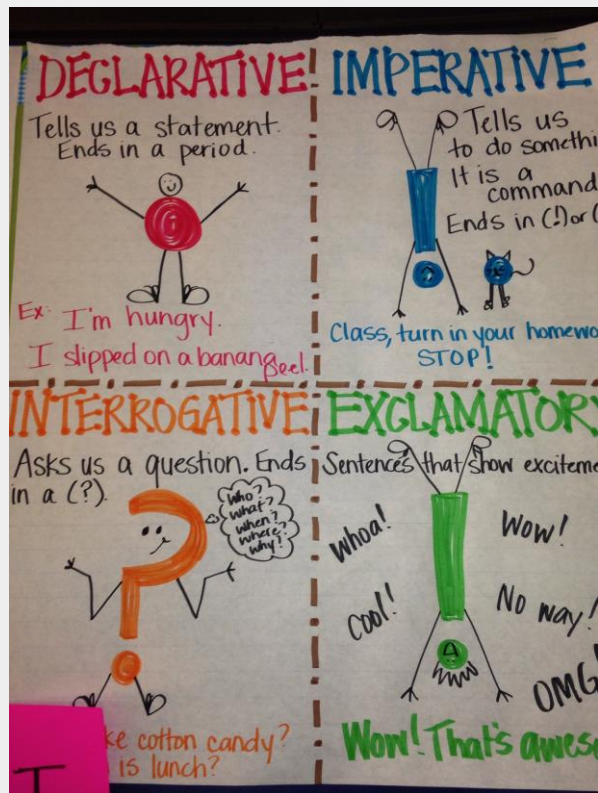 DECLARATIVE
Tells us a statement.
Ends in a period.
Ex: I'm hungry.
I slipped on a banana peel.
IMPERATIVE
Tells us
to do somethi
It is a
command
Ends in (!) or (
Class, turn in your homewo
STOP!
INTERROGATIVE
Asks us a question. Ends
in a (?).
Who?
What?
when?
where?
why?
ke cotton candy?
is lunch?
EXCLAMATORY
Sentences that show exciteme
whoa!
Wow!
cool!
No way!
OMG!
Wow! That's aweso